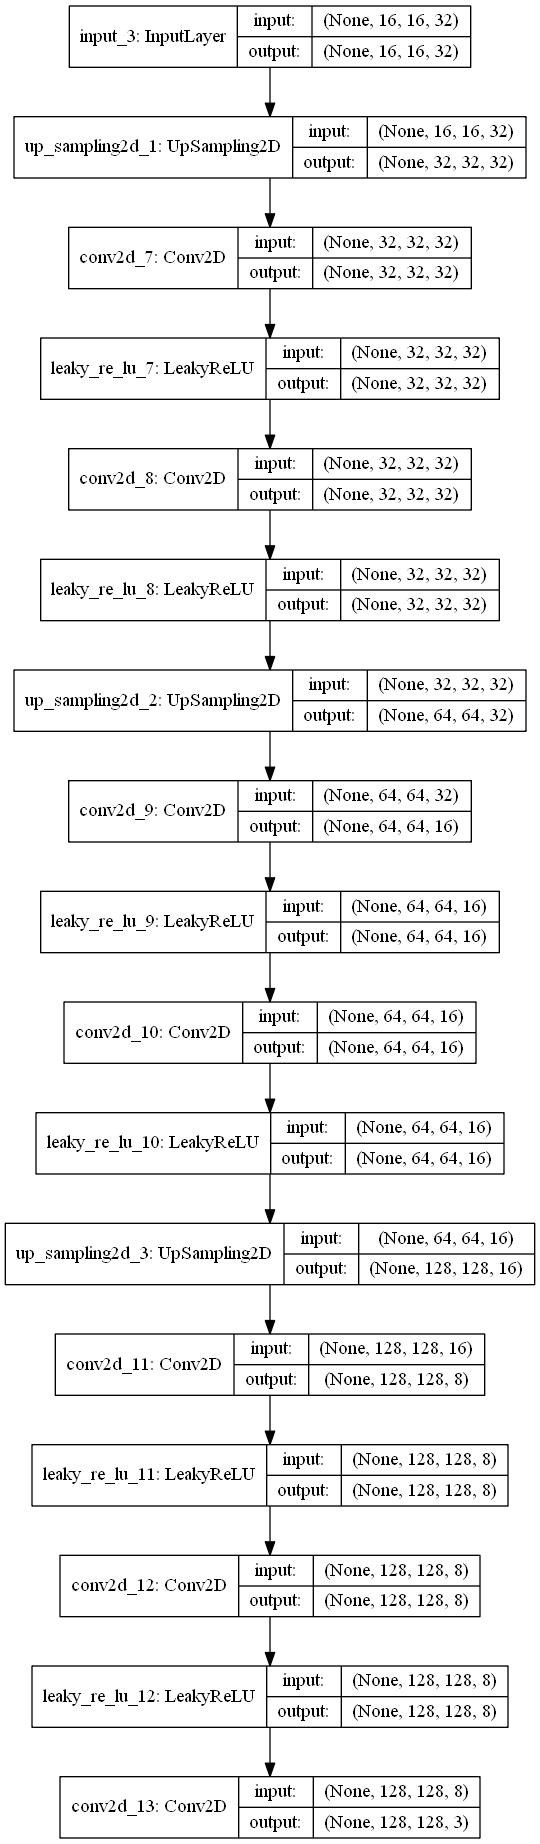 input_3: InputLayer
input: (None, 16, 16, 32)
output: (None, 16, 16, 32)
up_sampling2d_1: UpSampling2D
input: (None, 16, 16, 32)
output: (None, 32, 32, 32)
conv2d_7: Conv2D
input: (None, 32, 32, 32)
output: (None, 32, 32, 32)
leaky_re_lu_7: LeakyReLU
input: (None, 32, 32, 32)
output: (None, 32, 32, 32)
conv2d_8: Conv2D
input: (None, 32, 32, 32)
output: (None, 32, 32, 32)
leaky_re_lu_8: LeakyReLU
input: (None, 32, 32, 32)
output: (None, 32, 32, 32)
up_sampling2d_2: UpSampling2D
input: (None, 32, 32, 32)
output: (None, 64, 64, 32)
conv2d_9: Conv2D
input: (None, 64, 64, 32)
output: (None, 64, 64, 16)
leaky_re_lu_9: LeakyReLU
input: (None, 64, 64, 16)
output: (None, 64, 64, 16)
conv2d_10: Conv2D
input: (None, 64, 64, 16)
output: (None, 64, 64, 16)
leaky_re_lu_10: LeakyReLU
input: (None, 64, 64, 16)
output: (None, 64, 64, 16)
up_sampling2d_3: UpSampling2D
input: (None, 64, 64, 16)
output: (None, 128, 128, 16)
conv2d_11: Conv2D
input: (None, 128, 128, 16)
output: (None, 128, 128, 8)
leaky_re_lu_11: LeakyReLU
input: (None, 128, 128, 8)
output: (None, 128, 128, 8)
conv2d_12: Conv2D
input: (None, 128, 128, 8)
output: (None, 128, 128, 8)
leaky_re_lu_12: LeakyReLU
input: (None, 128, 128, 8)
output: (None, 128, 128, 8)
conv2d_13: Conv2D
input: (None, 128, 128, 8)
output: (None, 128, 128, 3)